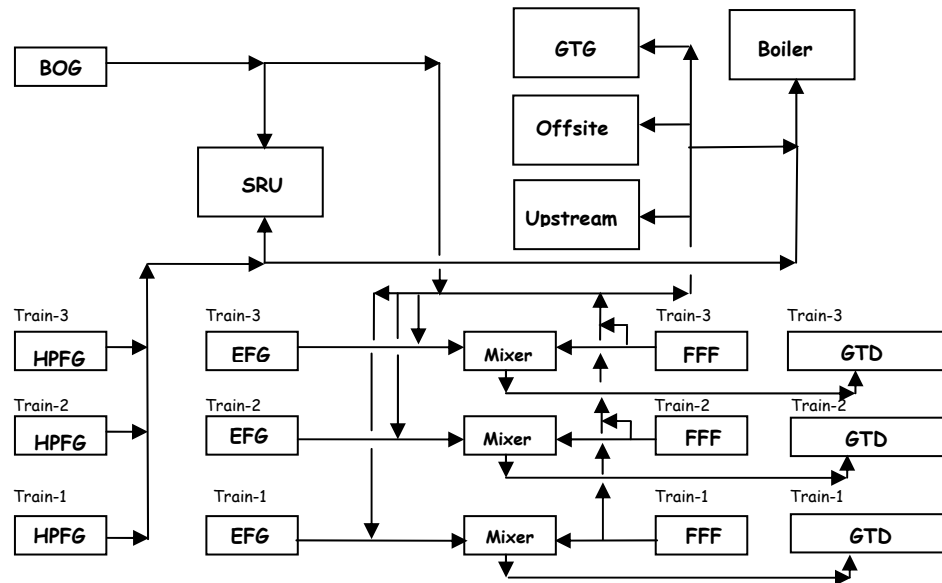 GTG
Boiler
BOG
Offsite
SRU
Upstream
Train-3
Train-3
Train-3
Train-3
HPFG
EFG
Mixer
FFF
GTD
Train-2
Train-2
Train-2
Train-2
HPFG
EFG
Mixer
FFF
GTD
Train-1
Train-1
Train-1
Train-1
HPFG
EFG
Mixer
FFF
GTD